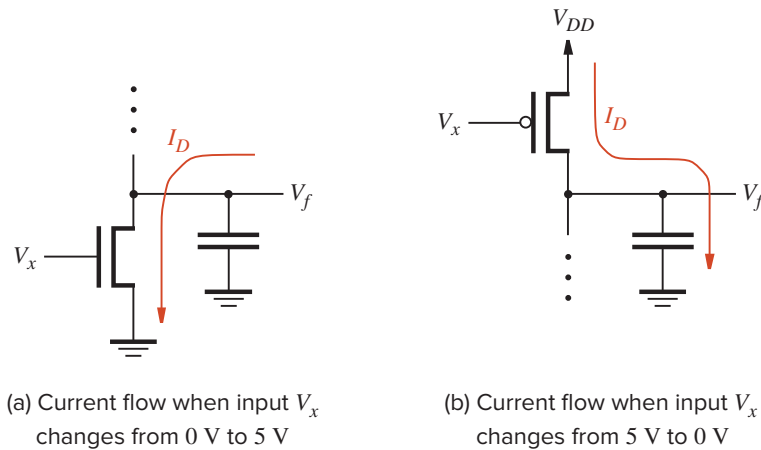 V_DD
I_D
V_x
V_f
I_D
V_x
V_f
(a) Current flow when input V_x
changes from 0 V to 5 V
(b) Current flow when input V_x
changes from 5 V to 0 V